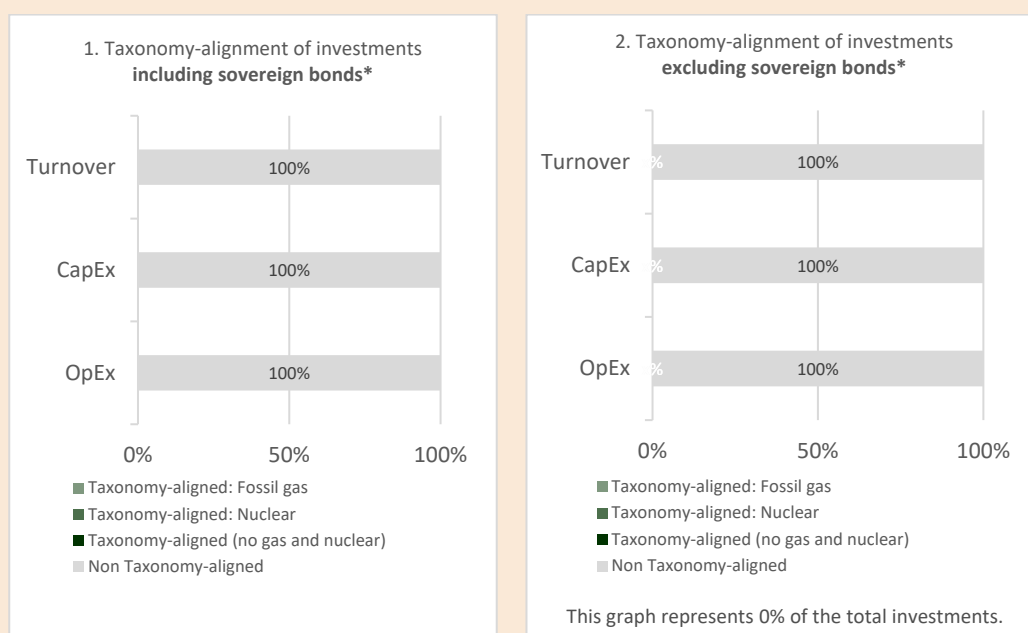 1. Taxonomy-alignment of investments
including sovereign bonds*
Turnover
100%
CapEx
100%
OpEx
100%
0% 50% 100%
Taxonomy-aligned: Fossil gas
Taxonomy-aligned: Nuclear
Taxonomy-aligned (no gas and nuclear)
Non Taxonomy-aligned
2. Taxonomy-alignment of investments
excluding sovereign bonds*
Turnover
% 100%
CapEx
% 100%
OpEx
% 100%
0% 50% 100%
Taxonomy-aligned: Fossil gas
Taxonomy-aligned: Nuclear
Taxonomy-aligned (no gas and nuclear)
Non Taxonomy-aligned
This graph represents 0% of the total investments.